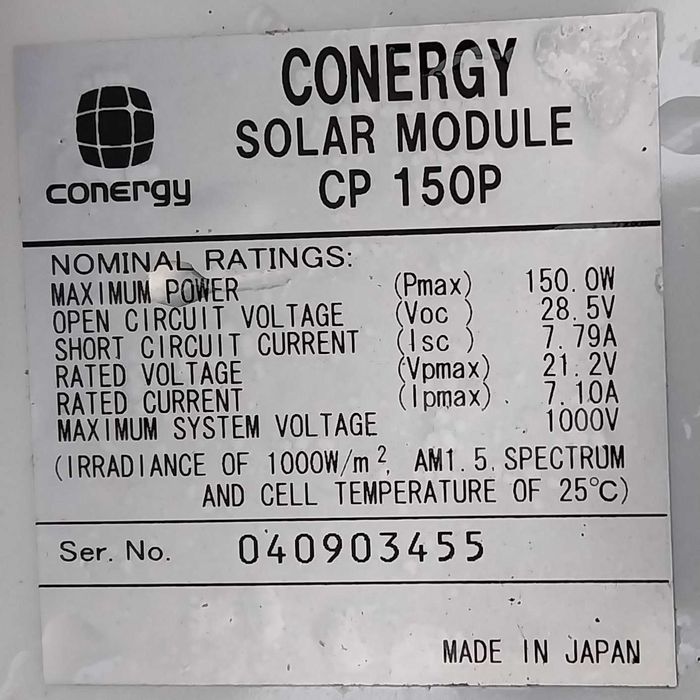 CONERGY
SOLAR MODULE
CP 150P
conergy
NOMINAL RATINGS:
MAXIMUM POWER (Pmax) 150.0W
OPEN CIRCUIT VOLTAGE (Voc ) 28.5V
SHORT CIRCUIT CURRENT (Isc ) 7.79A
RATED VOLTAGE (Vpmax) 21.2V
RATED CURRENT (Ipmax) 7.10A
MAXIMUM SYSTEM VOLTAGE 1000V
(IRRADIANCE OF 1000W/m², AM1.5, SPECTRUM
AND CELL TEMPERATURE OF 25℃)
Ser. No. 040903455
MADE IN JAPAN